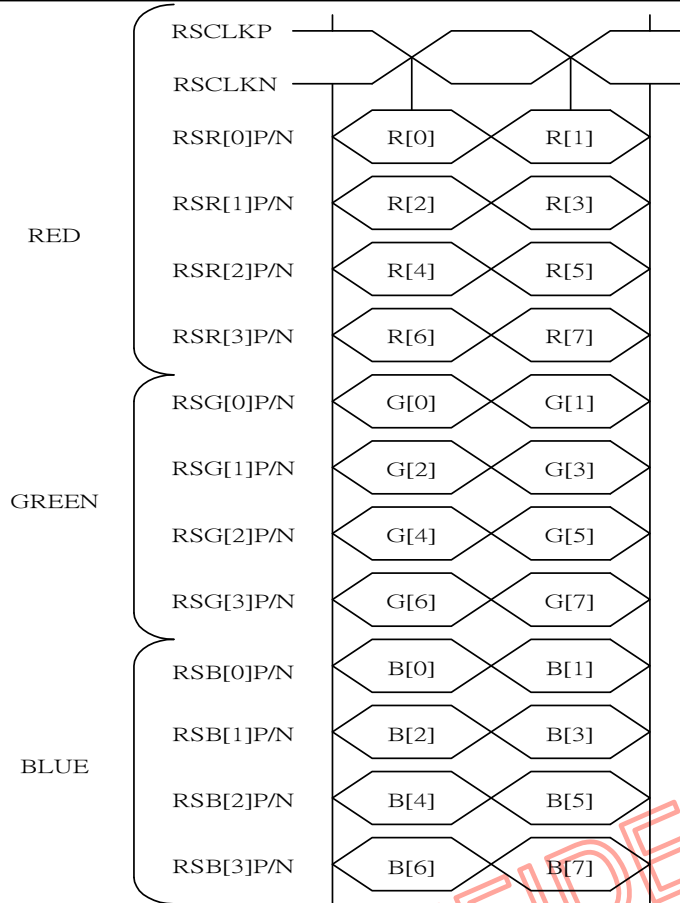 RSCLKP
RSCLKN
RSR[0]P/N R[0] R[1]
RSR[1]P/N R[2] R[3]
RED
RSR[2]P/N R[4] R[5]
RSR[3]P/N R[6] R[7]
RSG[0]P/N G[0] G[1]
RSG[1]P/N G[2] G[3]
GREEN
RSG[2]P/N G[4] G[5]
RSG[3]P/N G[6] G[7]
RSB[0]P/N B[0] B[1]
RSB[1]P/N B[2] B[3]
BLUE
RSB[2]P/N B[4] B[5]
RSB[3]P/N B[6] B[7]